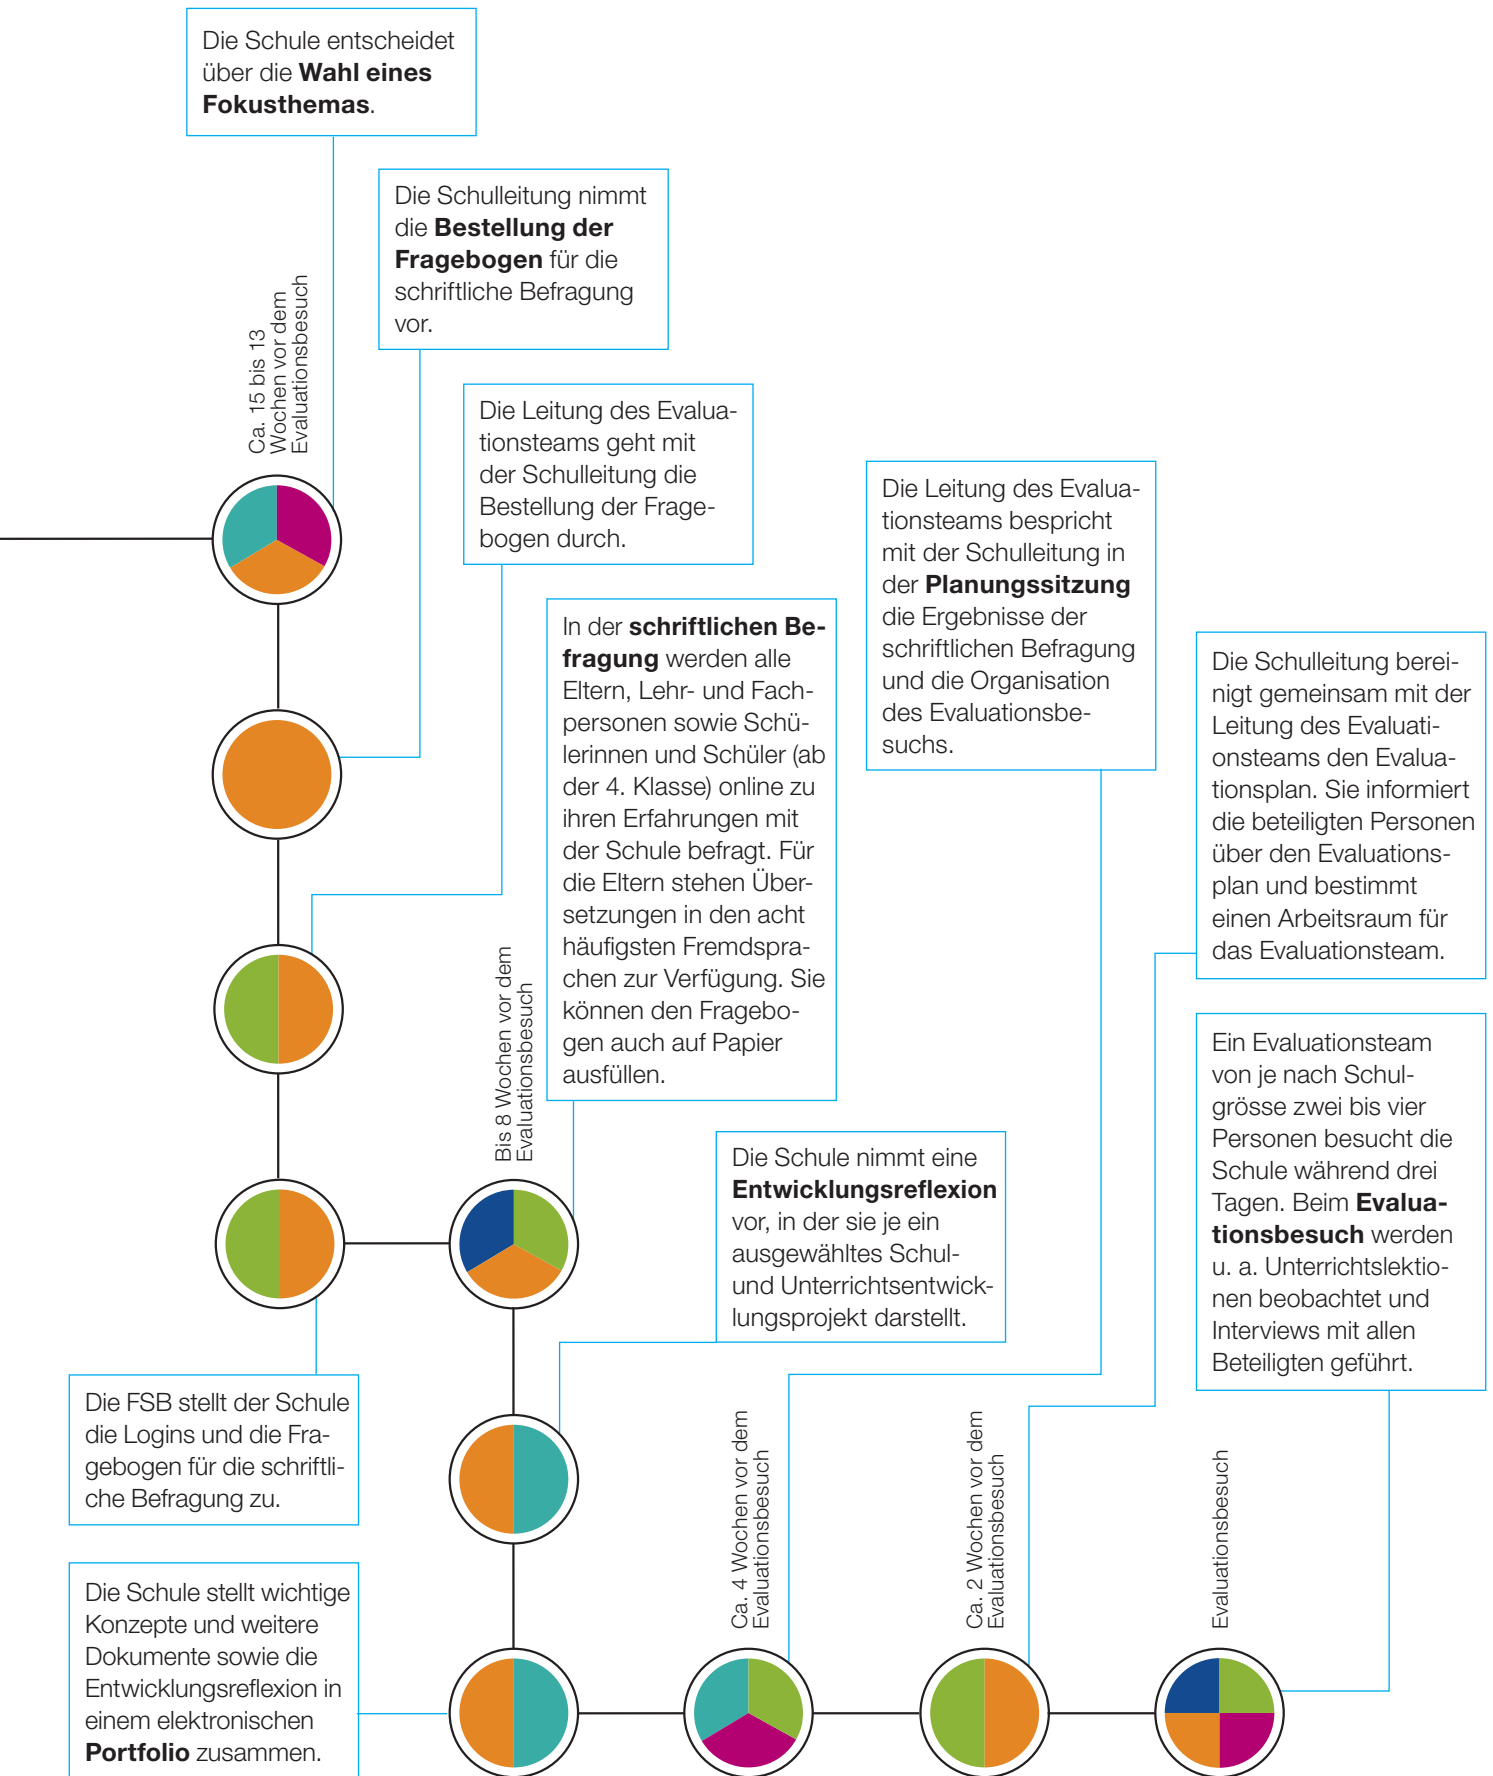 Die Schule entscheidet
über die Wahl eines
Fokusthemas.
Ca. 15 bis 13
Wochen vor dem
Evaluationsbesuch
Die Schulleitung nimmt
die Bestellung der
Fragebogen für die
schriftliche Befragung
vor.
Die Leitung des Evalua-
tionsteams geht mit
der Schulleitung die
Bestellung der Frage-
bogen durch.
Die FSB stellt der Schule
die Logins und die Fra-
gebogen für die schriftli-
che Befragung zu.
Bis 8 Wochen vor dem
Evaluationsbesuch
In der schriftlichen Be-
fragung werden alle
Eltern, Lehr- und Fach-
personen sowie Schü-
lerinnen und Schüler (ab
der 4. Klasse) online zu
ihren Erfahrungen mit
der Schule befragt. Für
die Eltern stehen Über-
setzungen in den acht
häufigsten Fremdspra-
chen zur Verfügung. Sie
können den Fragebo-
gen auch auf Papier
ausfüllen.
Die Schule nimmt eine
Entwicklungsreflexion
vor, in der sie je ein
ausgewähltes Schul-
und Unterrichtsentwick-
lungsprojekt darstellt.
Die Schule stellt wichtige
Konzepte und weitere
Dokumente sowie die
Entwicklungsreflexion in
einem elektronischen
Portfolio zusammen.
Ca. 4 Wochen vor dem
Evaluationsbesuch
Die Leitung des Evalua-
tionsteams bespricht
mit der Schulleitung in
der Planungssitzung
die Ergebnisse der
schriftlichen Befragung
und die Organisation
des Evaluationsbe-
suchs.
Ca. 2 Wochen vor dem
Evaluationsbesuch
Die Schulleitung berei-
nigt gemeinsam mit der
Leitung des Evaluati-
onsteams den Evalua-
tionsplan. Sie informiert
die beteiligten Personen
über den Evaluations-
plan und bestimmt
einen Arbeitsraum für
das Evaluationsteam.
Evaluationsbesuch
Ein Evaluationsteam
von je nach Schul-
grösse zwei bis vier
Personen besucht die
Schule während drei
Tagen. Beim Evalua-
tionsbesuch werden
u. a. Unterrichtslektio-
nen beobachtet und
Interviews mit allen
Beteiligten geführt.